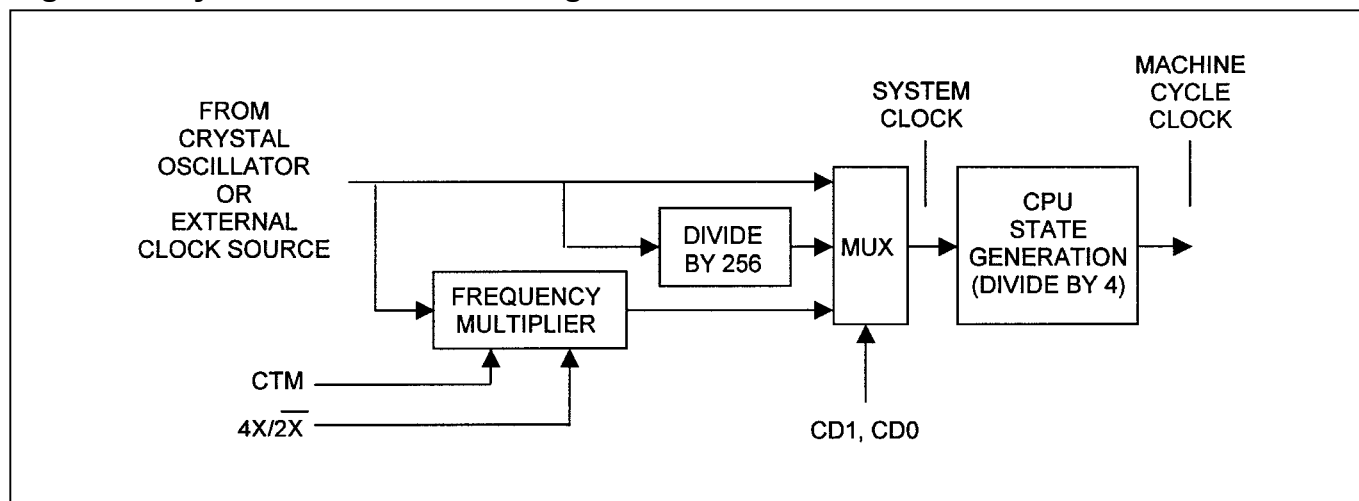 FROM
CRYSTAL
OSCILLATOR
OR
EXTERNAL
CLOCK SOURCE
SYSTEM
CLOCK
MACHINE
CYCLE
CLOCK
DIVIDE
BY 256
MUX
CPU
STATE
GENERATION
(DIVIDE BY 4)
FREQUENCY
MULTIPLIER
CTM
4X/2X̅
CD1, CD0